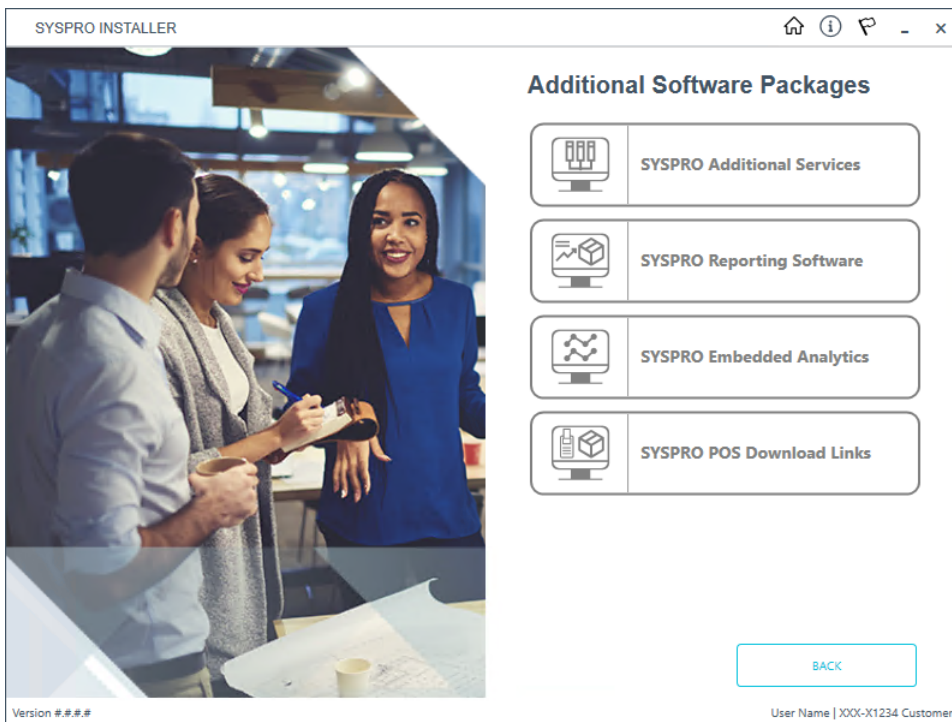 SYSPRO INSTALLER
Additional Software Packages
SYSPRO Additional Services
SYSPRO Reporting Software
SYSPRO Embedded Analytics
SYSPRO POS Download Links
BACK
Version #.#.#.#
User Name | XXX-X1234 Customer